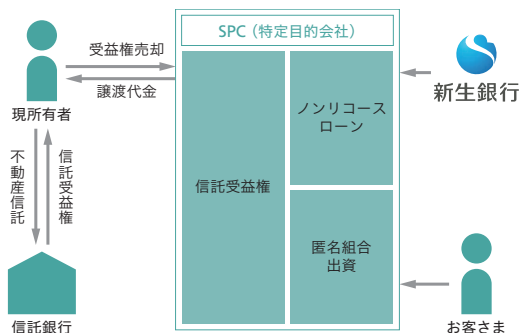 SPC(特定目的会社)
受益権売却
譲渡代金
現所有者
不動産信託
信託受益権
信託銀行
信託受益権
ノンリコース
ローン
匿名組合
出資
新生銀行
お客さま